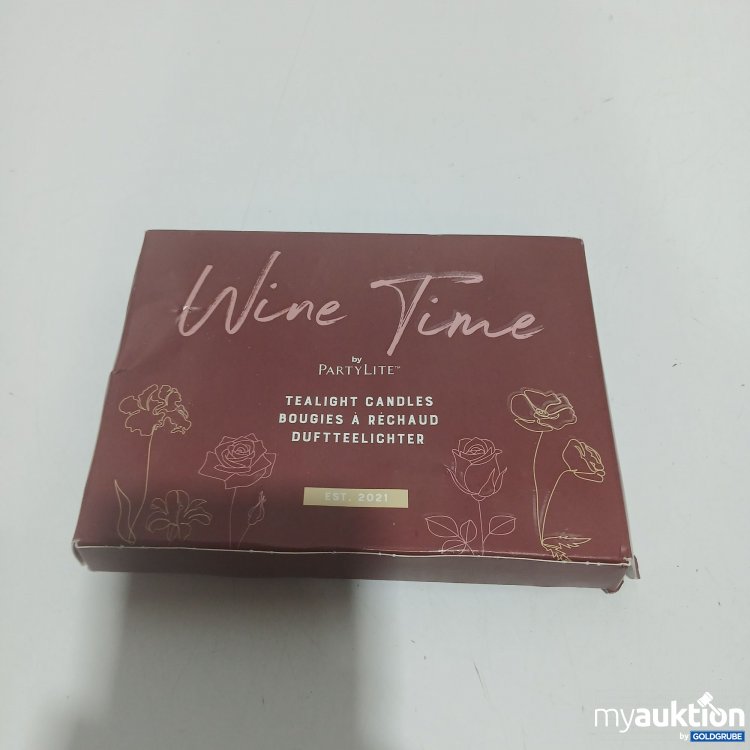 Wine Time
by
PARTYLITE™
TEALIGHT CANDLES
BOUGIES À RÉCHAUD
DUFTTEELICHTER
EST. 2021
myauktion
by GOLDGRUBE